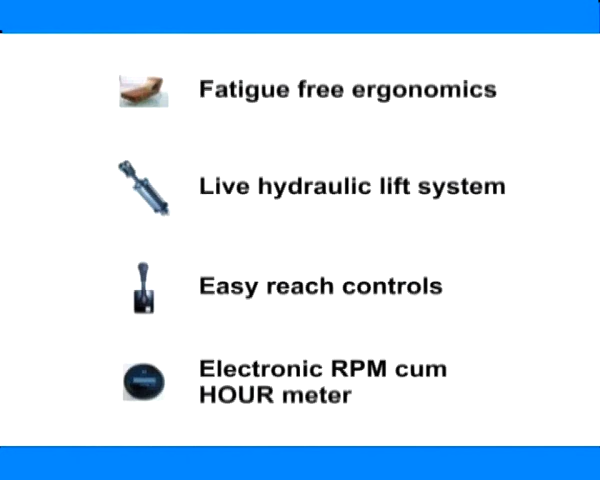 Fatigue free ergonomics
Live hydraulic lift system
Easy reach controls
Electronic RPM cum
HOUR meter